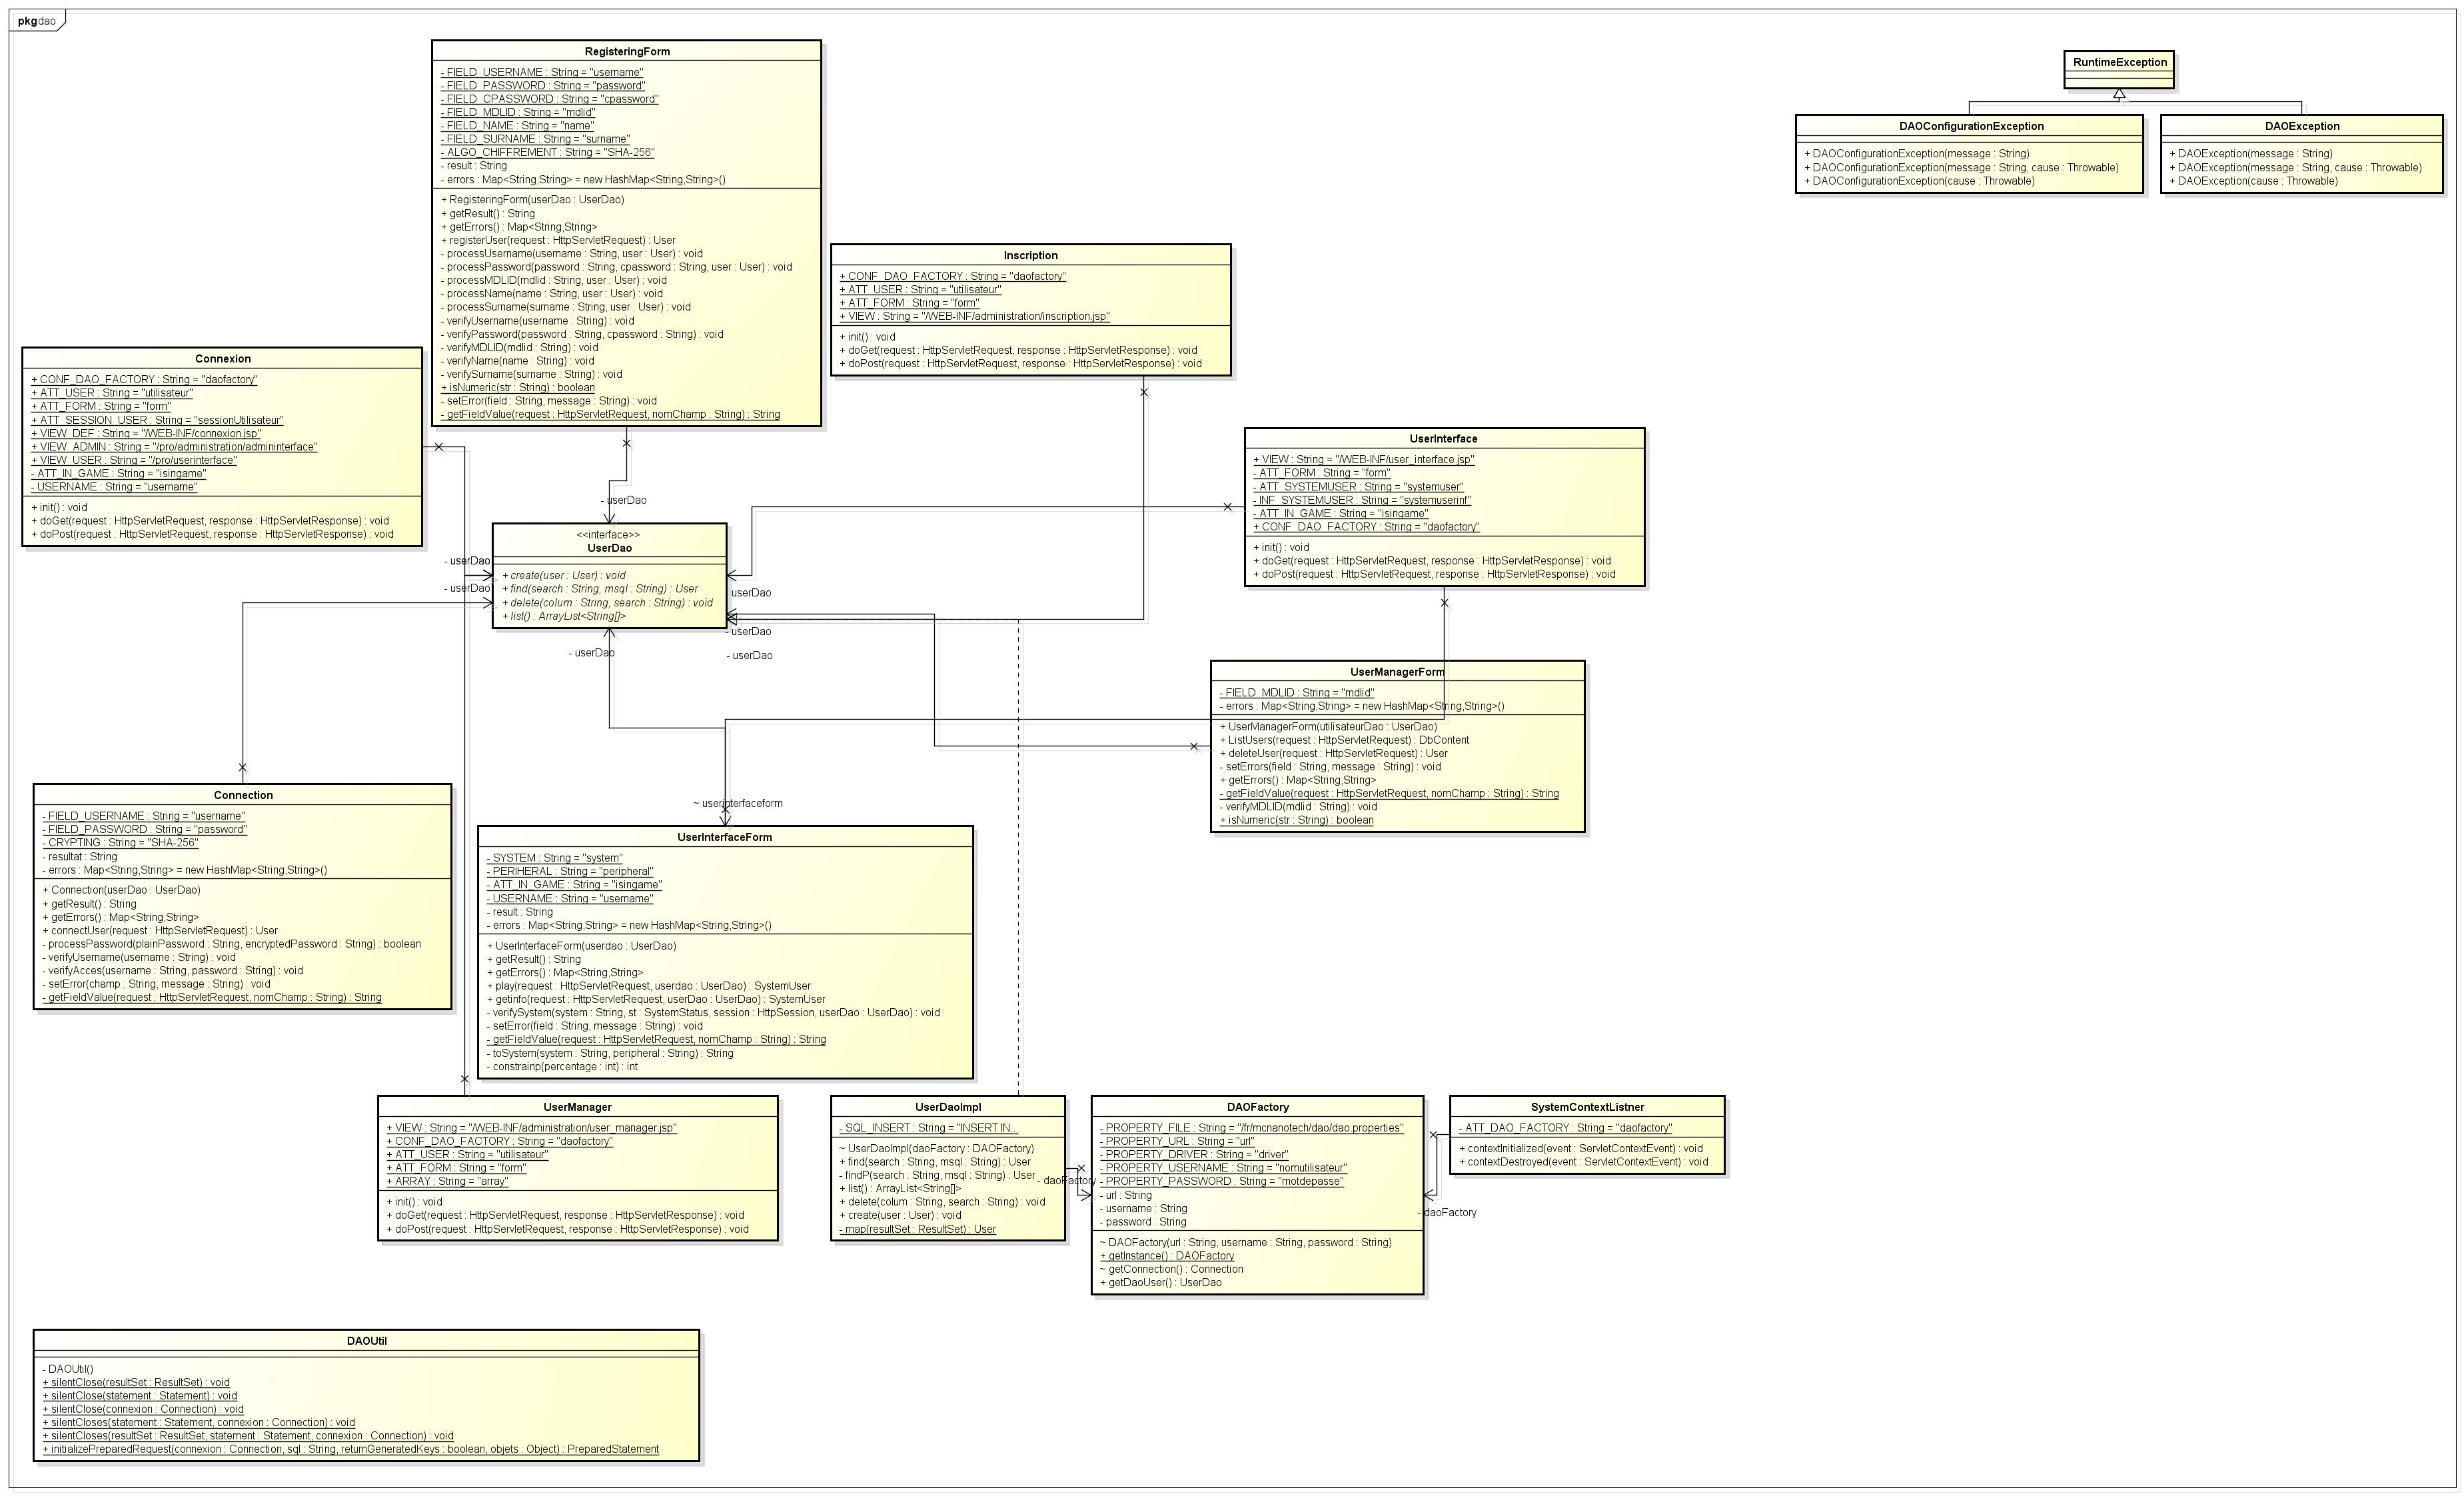 pkg dao
RegisteringForm
- FIELD_USERNAME : String = "username"
- FIELD_PASSWORD : String = "password"
- FIELD_CPASSWORD : String = "cpassword"
- FIELD_MDLID : String = "mdlid"
- FIELD_NAME : String = "name"
- FIELD_SURNAME : String = "surname"
- ALGO_CHIFFREMENT : String = "SHA-256"
- result : String
- errors : Map<String,String> = new HashMap<String,String>()
+ RegisteringForm(userDao : UserDao)
+ getResult() : String
+ getErrors() : Map<String,String>
+ registerUser(request : HttpServletRequest) : User
- processUsername(username : String, user : User) : void
- processPassword(password : String, cpassword : String, user : User) : void
- processMDLID(mdlid : String, user : User) : void
- processName(name : String, user : User) : void
- processSurname(surname : String, user : User) : void
- verifyUsername(username : String) : void
- verifyPassword(password : String, cpassword : String) : void
- verifyMDLID(mdlid : String) : void
- verifyName(name : String) : void
- verifySurname(surname : String) : void
+ isNumeric(str : String) : boolean
- setError(field : String, message : String) : void
- getFieldValue(request : HttpServletRequest, nomChamp : String) : String
RuntimeException
DAOConfigurationException
+ DAOConfigurationException(message : String)
+ DAOConfigurationException(message : String, cause : Throwable)
+ DAOConfigurationException(cause : Throwable)
DAOException
+ DAOException(message : String)
+ DAOException(message : String, cause : Throwable)
+ DAOException(cause : Throwable)
Inscription
+ CONF_DAO_FACTORY : String = "daofactory"
+ ATT_USER : String = "utilisateur"
+ ATT_FORM : String = "form"
+ VIEW : String = "/WEB-INF/administration/inscription.jsp"
+ init() : void
+ doGet(request : HttpServletRequest, response : HttpServletResponse) : void
+ doPost(request : HttpServletRequest, response : HttpServletResponse) : void
Connexion
+ CONF_DAO_FACTORY : String = "daofactory"
+ ATT_USER : String = "utilisateur"
+ ATT_FORM : String = "form"
+ ATT_SESSION_USER : String = "sessionUtilisateur"
+ VIEW_DEF : String = "/WEB-INF/connexion.jsp"
+ VIEW_ADMIN : String = "/pro/administration/admininterface"
+ VIEW_USER : String = "/pro/userinterface"
- ATT_IN_GAME : String = "isingame"
- USERNAME : String = "username"
+ init() : void
+ doGet(request : HttpServletRequest, response : HttpServletResponse) : void
+ doPost(request : HttpServletRequest, response : HttpServletResponse) : void
UserInterface
+ VIEW : String = "/WEB-INF/user_interface.jsp"
- ATT_FORM : String = "form"
- ATT_SYSTEMUSER : String = "systemuser"
- INF_SYSTEMUSER : String = "systemuserinf"
- ATT_IN_GAME : String = "isingame"
+ CONF_DAO_FACTORY : String = "daofactory"
+ init() : void
+ doGet(request : HttpServletRequest, response : HttpServletResponse) : void
+ doPost(request : HttpServletRequest, response : HttpServletResponse) : void
- userDao
<<interface>>
UserDao
+ create(user : User) : void
+ find(search : String, msql : String) : User
+ delete(colum : String, search : String) : void
+ list() : ArrayList<String[]>
- userDao
- userDao
- userDao
- userDao
- userDao
- userDao
UserManagerForm
- FIELD_MDLID : String = "mdlid"
- errors : Map<String,String> = new HashMap<String,String>()
+ UserManagerForm(utilisateurDao : UserDao)
+ ListUsers(request : HttpServletRequest) : DbContent
+ deleteUser(request : HttpServletRequest) : User
- setErrors(field : String, message : String) : void
+ getErrors() : Map<String,String>
- getFieldValue(request : HttpServletRequest, nomChamp : String) : String
- verifyMDLID(mdlid : String) : void
+ isNumeric(str : String) : boolean
Connection
- FIELD_USERNAME : String = "username"
- FIELD_PASSWORD : String = "password"
- CRYPTING : String = "SHA-256"
- resultat : String
- errors : Map<String,String> = new HashMap<String,String>()
+ Connection(userDao : UserDao)
+ getResult() : String
+ getErrors() : Map<String,String>
+ connectUser(request : HttpServletRequest) : User
- processPassword(plainPassword : String, encryptedPassword : String) : boolean
- verifyUsername(username : String) : void
- verifyAcces(username : String, password : String) : void
- setError(champ : String, message : String) : void
- getFieldValue(request : HttpServletRequest, nomChamp : String) : String
~ userinterfaceform
UserInterfaceForm
- SYSTEM : String = "system"
- PERIHERAL : String = "peripheral"
- ATT_IN_GAME : String = "isingame"
- USERNAME : String = "username"
- result : String
- errors : Map<String,String> = new HashMap<String,String>()
+ UserInterfaceForm(userdao : UserDao)
+ getResult() : String
+ getErrors() : Map<String,String>
+ play(request : HttpServletRequest, userdao : UserDao) : SystemUser
+ getinfo(request : HttpServletRequest, userDao : UserDao) : SystemUser
- verifySystem(system : String, st : SystemStatus, session : HttpSession, userDao : UserDao) : void
- setError(field : String, message : String) : void
- getFieldValue(request : HttpServletRequest, nomChamp : String) : String
- toSystem(system : String, peripheral : String) : String
- constrainp(percentage : int) : int
UserManager
+ VIEW : String = "/WEB-INF/administration/user_manager.jsp"
+ CONF_DAO_FACTORY : String = "daofactory"
+ ATT_USER : String = "utilisateur"
+ ATT_FORM : String = "form"
+ ARRAY : String = "array"
+ init() : void
+ doGet(request : HttpServletRequest, response : HttpServletResponse) : void
+ doPost(request : HttpServletRequest, response : HttpServletResponse) : void
UserDaoImpl
- SQL_INSERT : String = "INSERT IN...
~ UserDaoImpl(daoFactory : DAOFactory)
+ find(search : String, msql : String) : User
- findP(search : String, msql : String) : User
+ list() : ArrayList<String[]>
+ delete(colum : String, search : String) : void
+ create(user : User) : void
- map(resultSet : ResultSet) : User
- daoFactory
DAOFactory
- PROPERTY_FILE : String = "/fr/mcnanotech/dao/dao.properties"
- PROPERTY_URL : String = "url"
- PROPERTY_DRIVER : String = "driver"
- PROPERTY_USERNAME : String = "nomutilisateur"
- PROPERTY_PASSWORD : String = "motdepasse"
- url : String
- username : String
- password : String
~ DAOFactory(url : String, username : String, password : String)
+ getInstance() : DAOFactory
~ getConnection() : Connection
+ getDaoUser() : UserDao
SystemContextListner
- ATT_DAO_FACTORY : String = "daofactory"
+ contextInitialized(event : ServletContextEvent) : void
+ contextDestroyed(event : ServletContextEvent) : void
- daoFactory
DAOUtil
- DAOUtil()
+ silentClose(resultSet : ResultSet) : void
+ silentClose(statement : Statement) : void
+ silentClose(connexion : Connection) : void
+ silentCloses(statement : Statement, connexion : Connection) : void
+ silentCloses(resultSet : ResultSet, statement : Statement, connexion : Connection) : void
+ initializePreparedRequest(connexion : Connection, sql : String, returnGeneratedKeys : boolean, objets : Object) : PreparedStatement